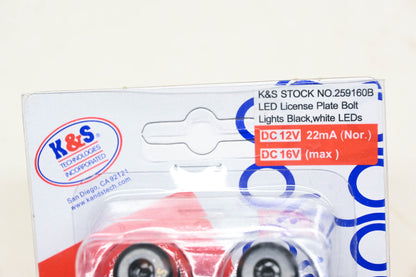 K&S
TECHNOLOGIES
INCORPORATED
San Diego, CA 92121
www.kandstech.com
K&S STOCK NO.259160B
LED License Plate Bolt
Lights Black,white LEDs
DC 12V 22mA (Nor.)
DC 16V (max)